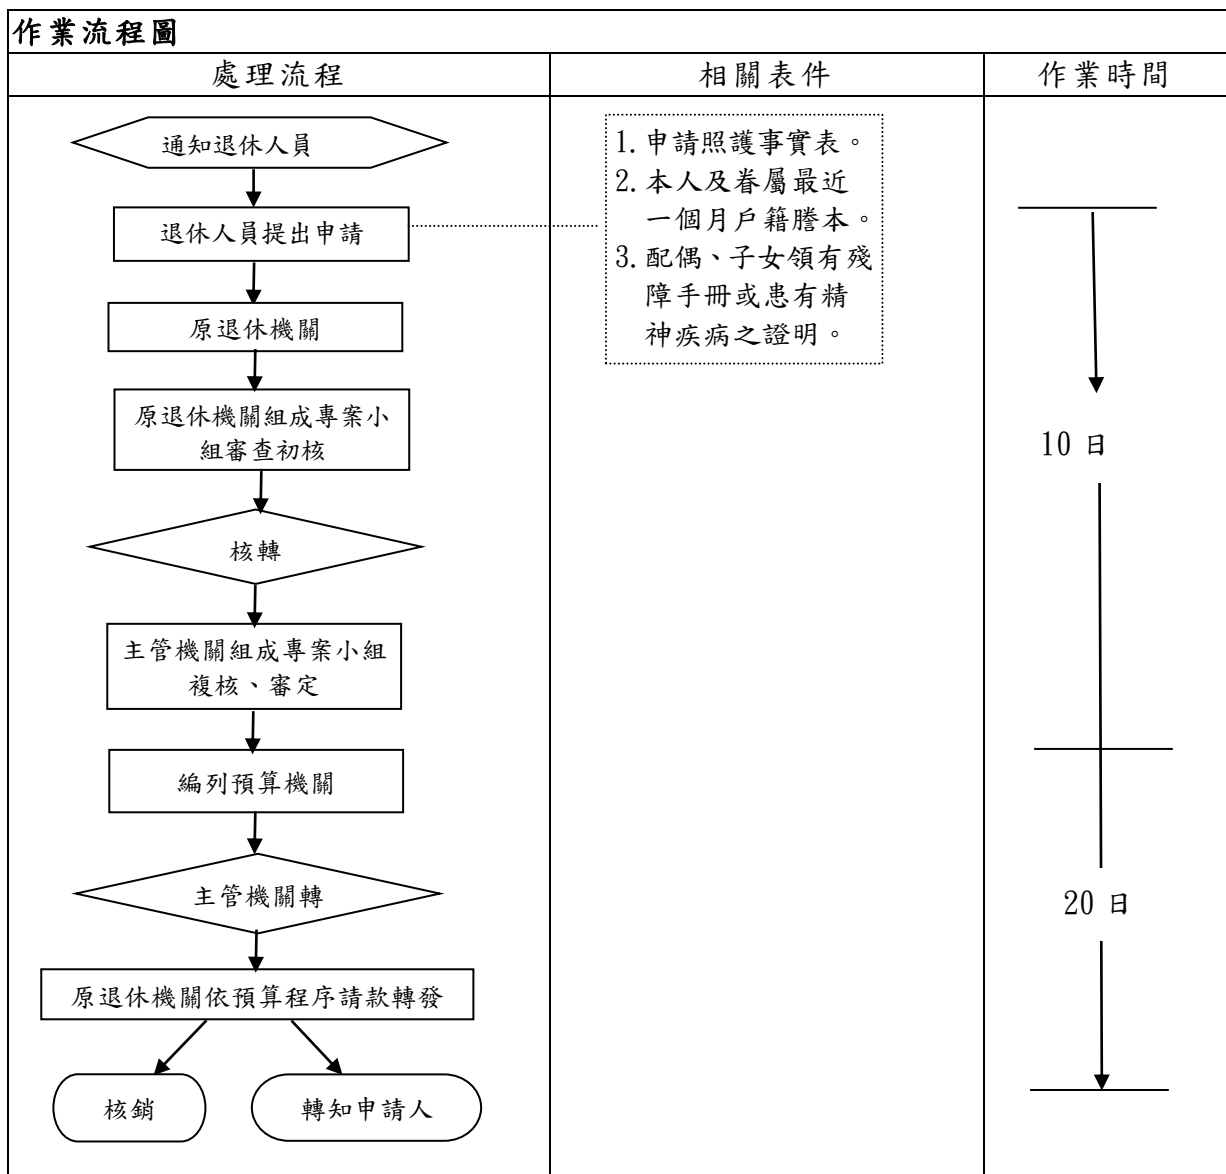 作業流程圖
處理流程
相關表件
作業時間
通知退休人員
退休人員提出申請
原退休機關
原退休機關組成專案小
組審查初核
核轉
主管機關組成專案小組
複核、審定
編列預算機關
主管機關轉
原退休機關依預算程序請款轉發
核銷
轉知申請人
1. 申請照護事實表。
2. 本人及眷屬最近
一個月戶籍謄本。
3. 配偶、子女領有殘
障手冊或患有精
神疾病之證明。
10 日
20 日